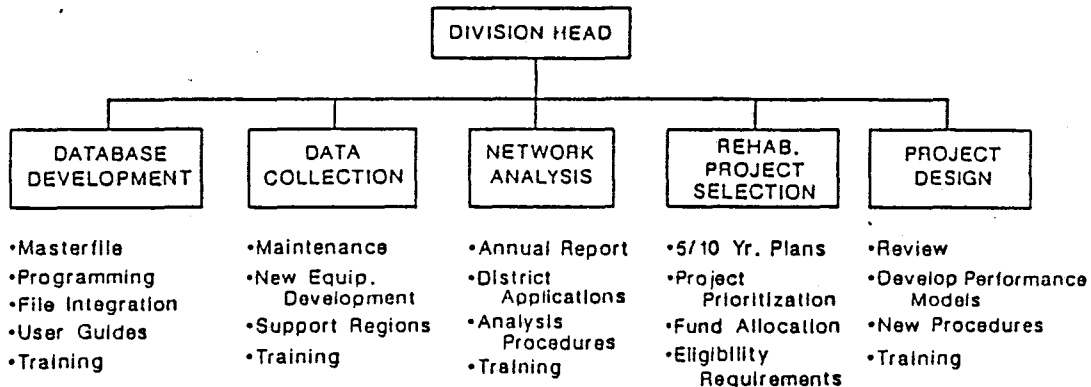 DIVISION HEAD
DATABASE
DEVELOPMENT
•Masterfile
•Programming
•File Integration
•User Guides
•Training
DATA
COLLECTION
•Maintenance
•New Equip.
Development
•Support Regions
•Training
NETWORK
ANALYSIS
•Annual Report
•District
Applications
•Analysis
Procedures
•Training
REHAB.
PROJECT
SELECTION
•5/10 Yr. Plans
•Project
Prioritization
•Fund Allocation
•Eligibility
Requirements
PROJECT
DESIGN
•Review
•Develop Performance
Models
•New Procedures
•Training